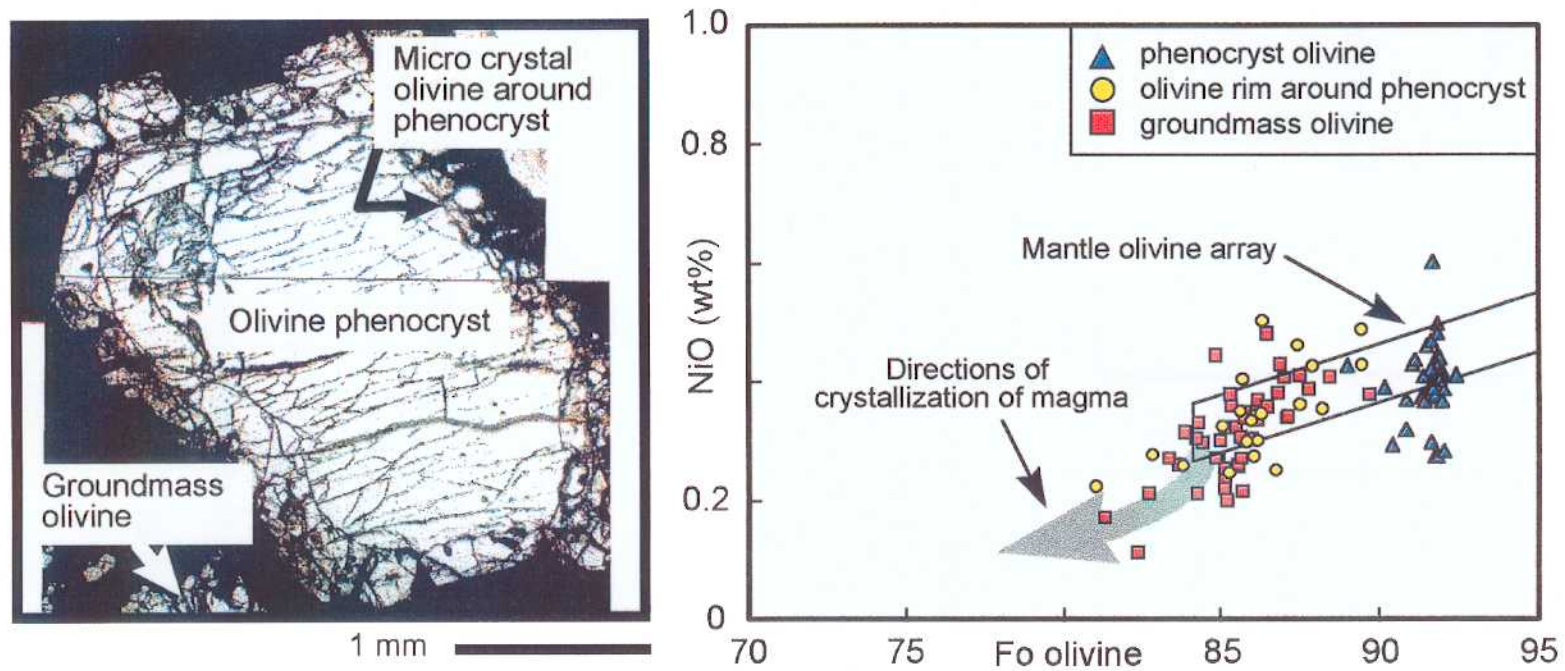 Micro crystal
olivine around
phenocryst
Olivine phenocryst
Groundmass
olivine
1 mm
1.0
0.8
0.2
0
NiO (wt%)
phenocryst olivine
olivine rim around phenocryst
groundmass olivine
Mantle olivine array
Directions of
crystallization of magma
70
75
85
90
95
Fo olivine